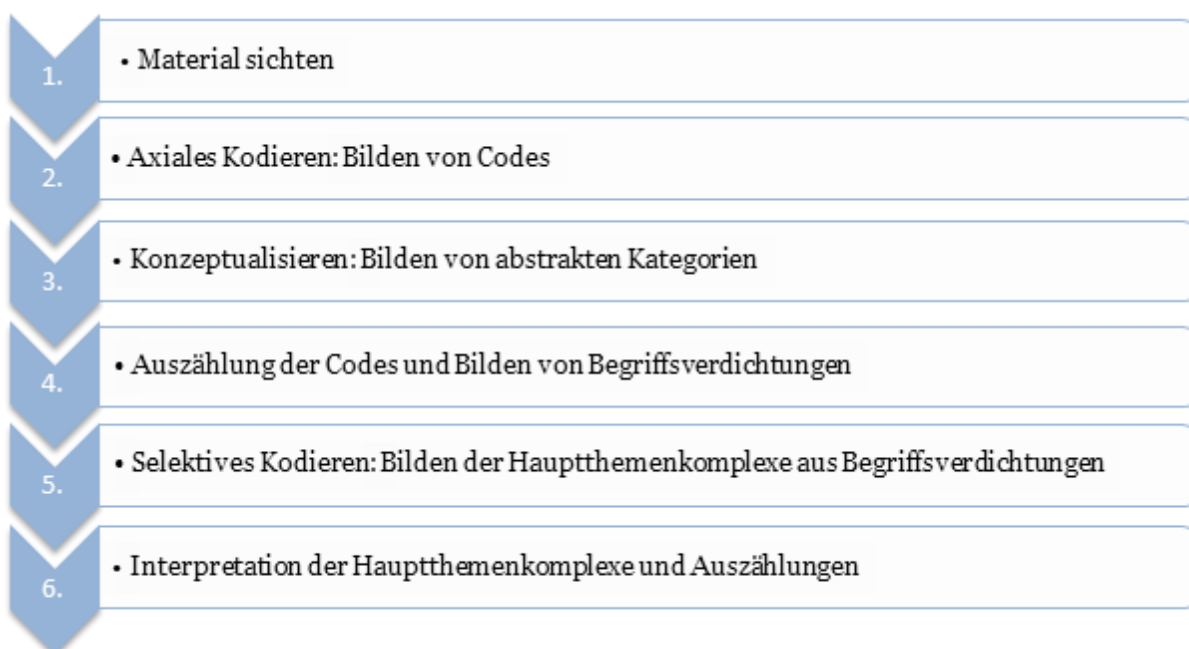 1. • Material sichten
2. • Axiales Kodieren: Bilden von Codes
3. • Konzeptualisieren: Bilden von abstrakten Kategorien
4. • Auszählung der Codes und Bilden von Begriffsverdichtungen
5. • Selektives Kodieren: Bilden der Hauptthemenkomplexe aus Begriffsverdichtungen
6. • Interpretation der Hauptthemenkomplexe und Auszählungen